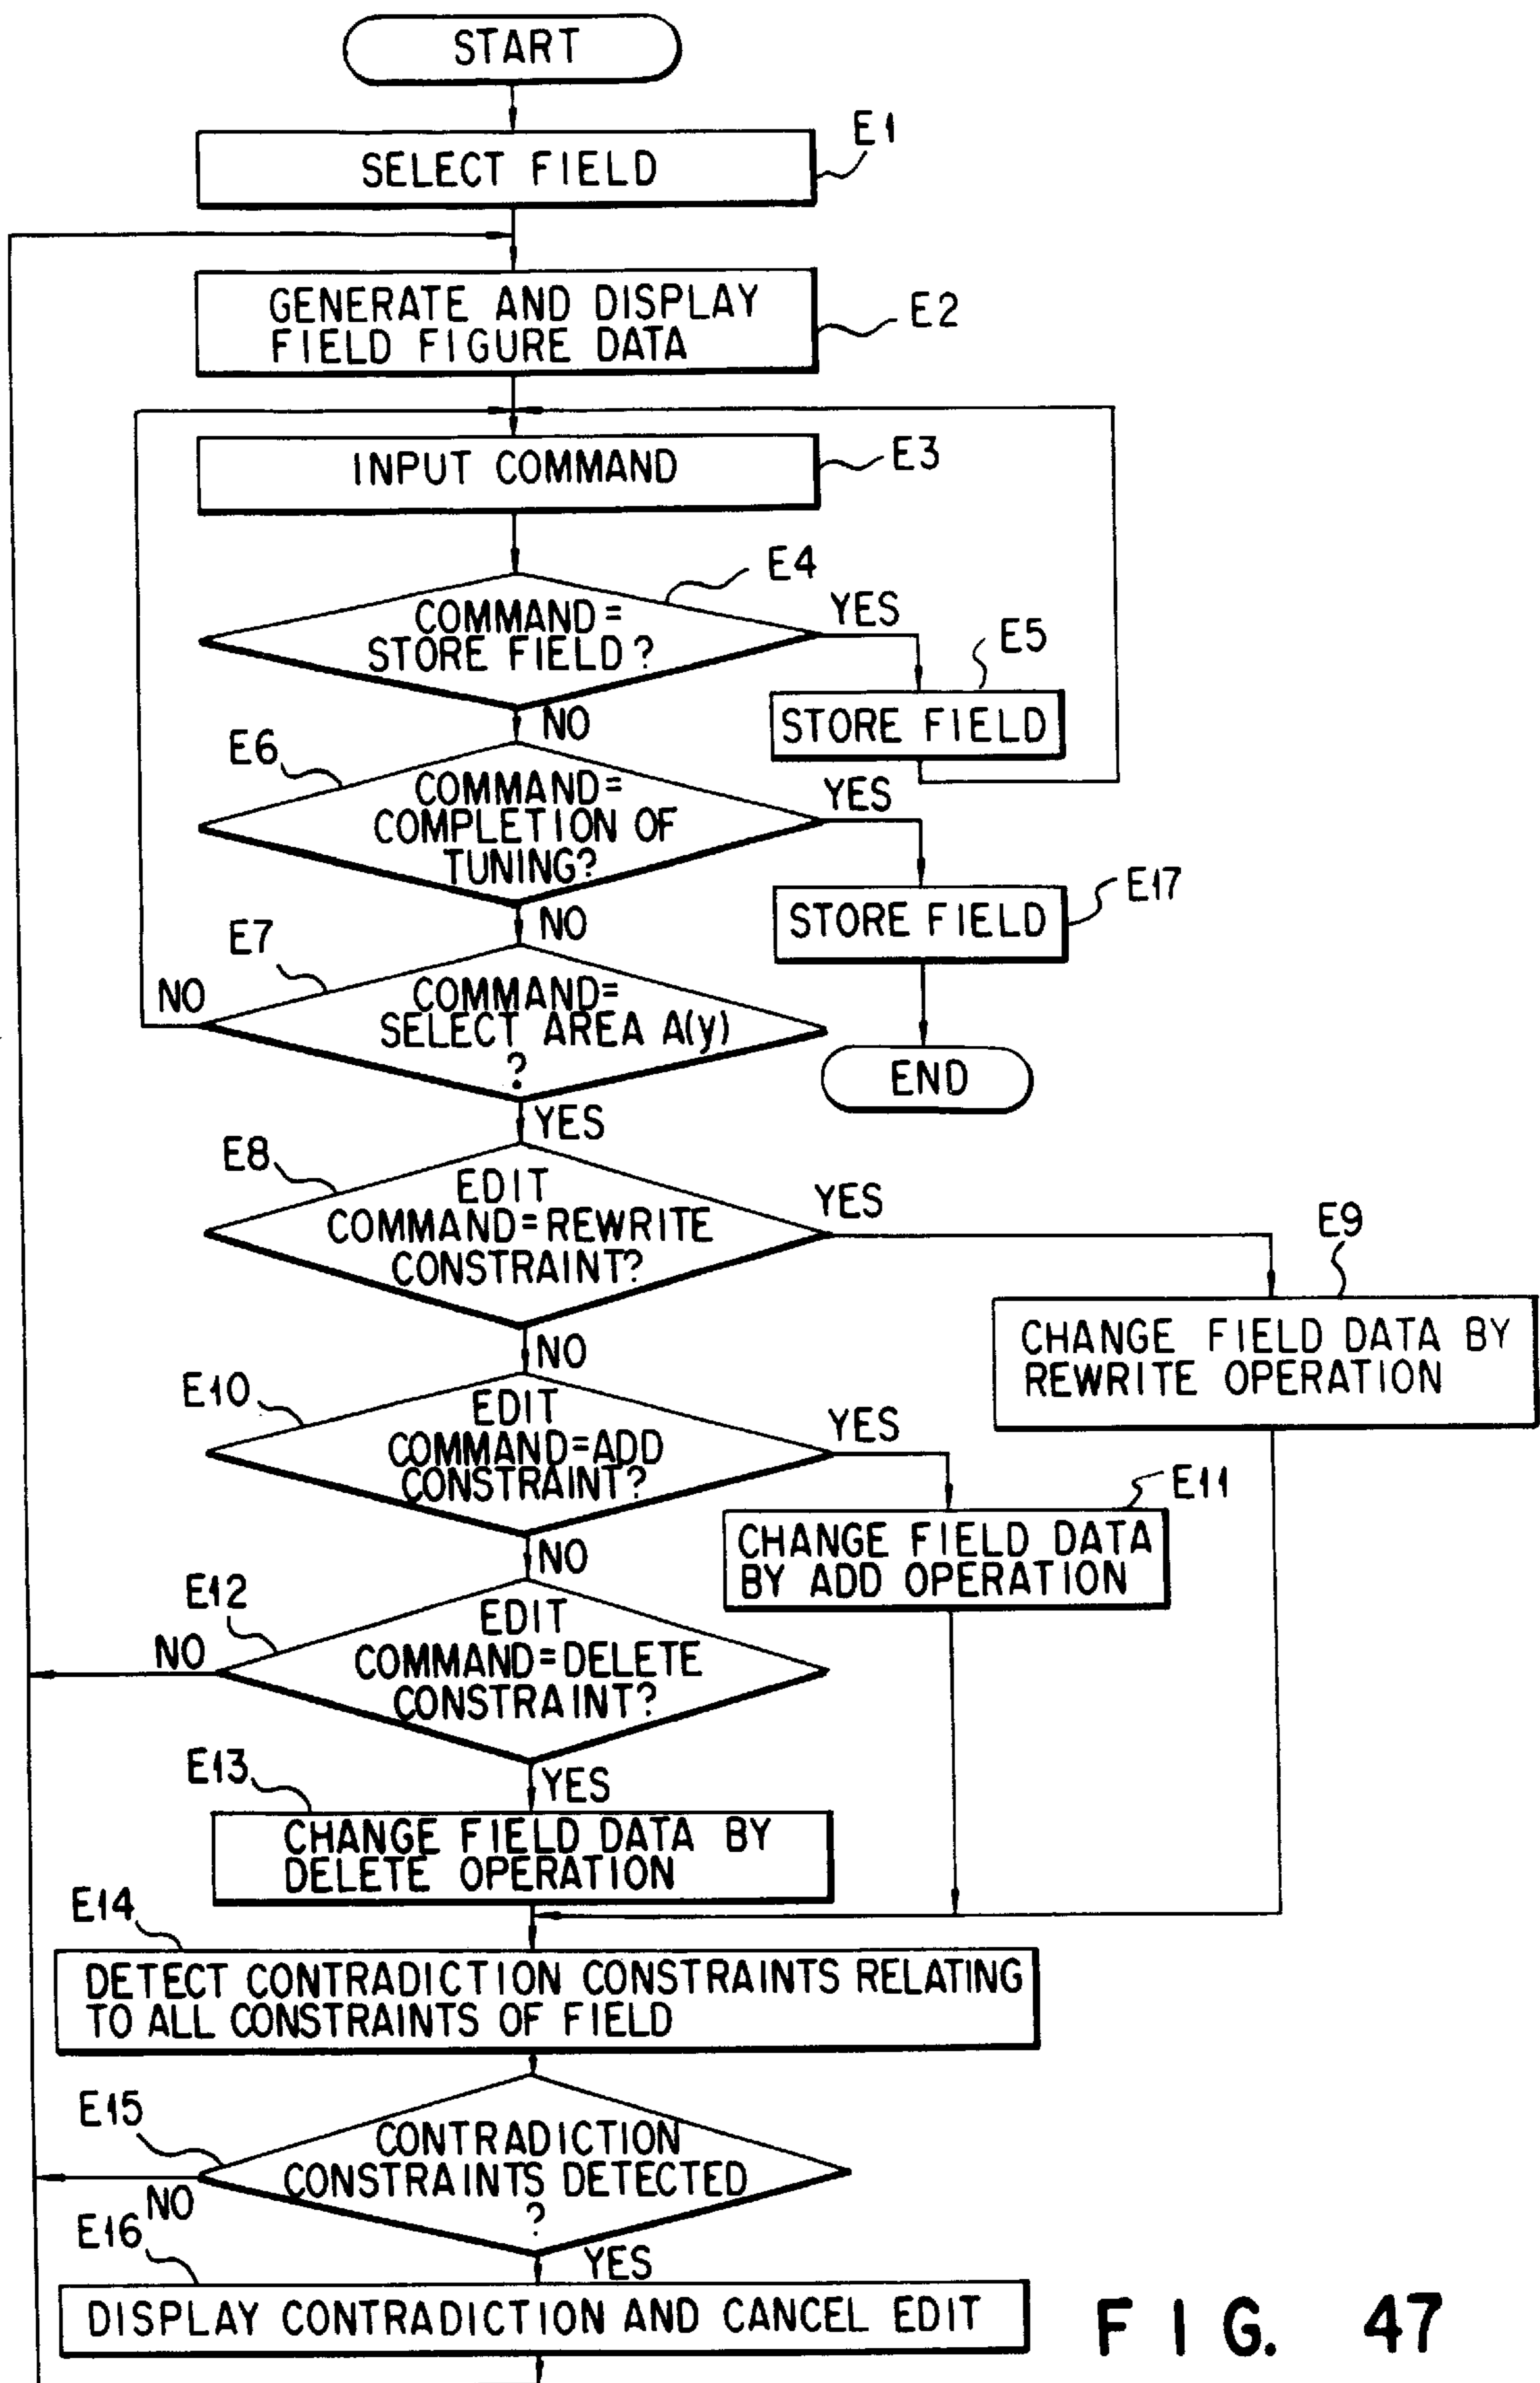 START
E1
SELECT FIELD
GENERATE AND DISPLAY
FIELD FIGURE DATA
E2
INPUT COMMAND
E3
E4
COMMAND=
STORE FIELD?
YES
E5
STORE FIELD
NO
E6
COMMAND=
COMPLETION OF
TUNING?
YES
E17
STORE FIELD
NO
E7
NO
COMMAND=
SELECT AREA A(y)
?
END
YES
E8
EDIT
COMMAND=REWRITE
CONSTRAINT?
YES
E9
CHANGE FIELD DATA BY
REWRITE OPERATION
NO
E10
EDIT
COMMAND=ADD
CONSTRAINT?
YES
E11
CHANGE FIELD DATA
BY ADD OPERATION
NO
E12
NO
EDIT
COMMAND=DELETE
CONSTRAINT?
YES
E13
CHANGE FIELD DATA BY
DELETE OPERATION
E14
DETECT CONTRADICTION CONSTRAINTS RELATING
TO ALL CONSTRAINTS OF FIELD
E15
CONTRADICTION
CONSTRAINTS DETECTED
?
NO
E16
YES
DISPLAY CONTRADICTION AND CANCEL EDIT
FIG. 47